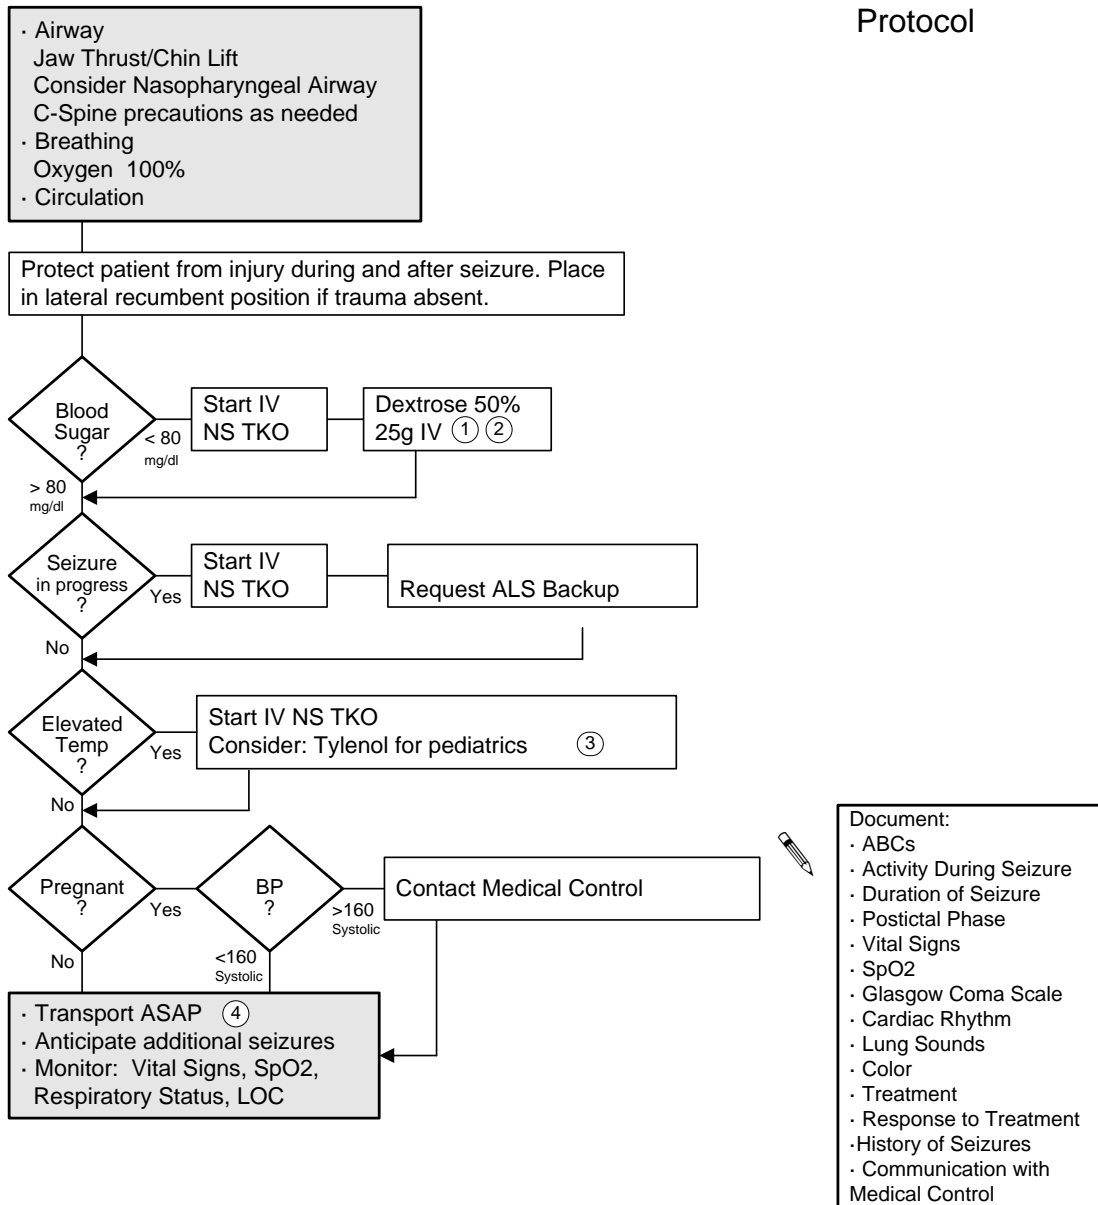 Protocol
· Airway
Jaw Thrust/Chin Lift
Consider Nasopharyngeal Airway
C-Spine precautions as needed
· Breathing
Oxygen 100%
· Circulation
Protect patient from injury during and after seizure. Place
in lateral recumbent position if trauma absent.
Blood
Sugar
?
< 80
mg/dl
Start IV
NS TKO
Dextrose 50%
25g IV 1 2
> 80
mg/dl
Seizure
in progress
?
Yes
Start IV
NS TKO
Request ALS Backup
No
Elevated
Temp
?
Yes
Start IV NS TKO
Consider: Tylenol for pediatrics 3
No
Pregnant
?
Yes
BP
?
>160
Systolic
Contact Medical Control
No
<160
Systolic
· Transport ASAP 4
· Anticipate additional seizures
· Monitor: Vital Signs, SpO2,
Respiratory Status, LOC
Document:
· ABCs
· Activity During Seizure
· Duration of Seizure
· Postictal Phase
· Vital Signs
· SpO2
· Glasgow Coma Scale
· Cardiac Rhythm
· Lung Sounds
· Color
· Treatment
· Response to Treatment
·History of Seizures
· Communication with
Medical Control